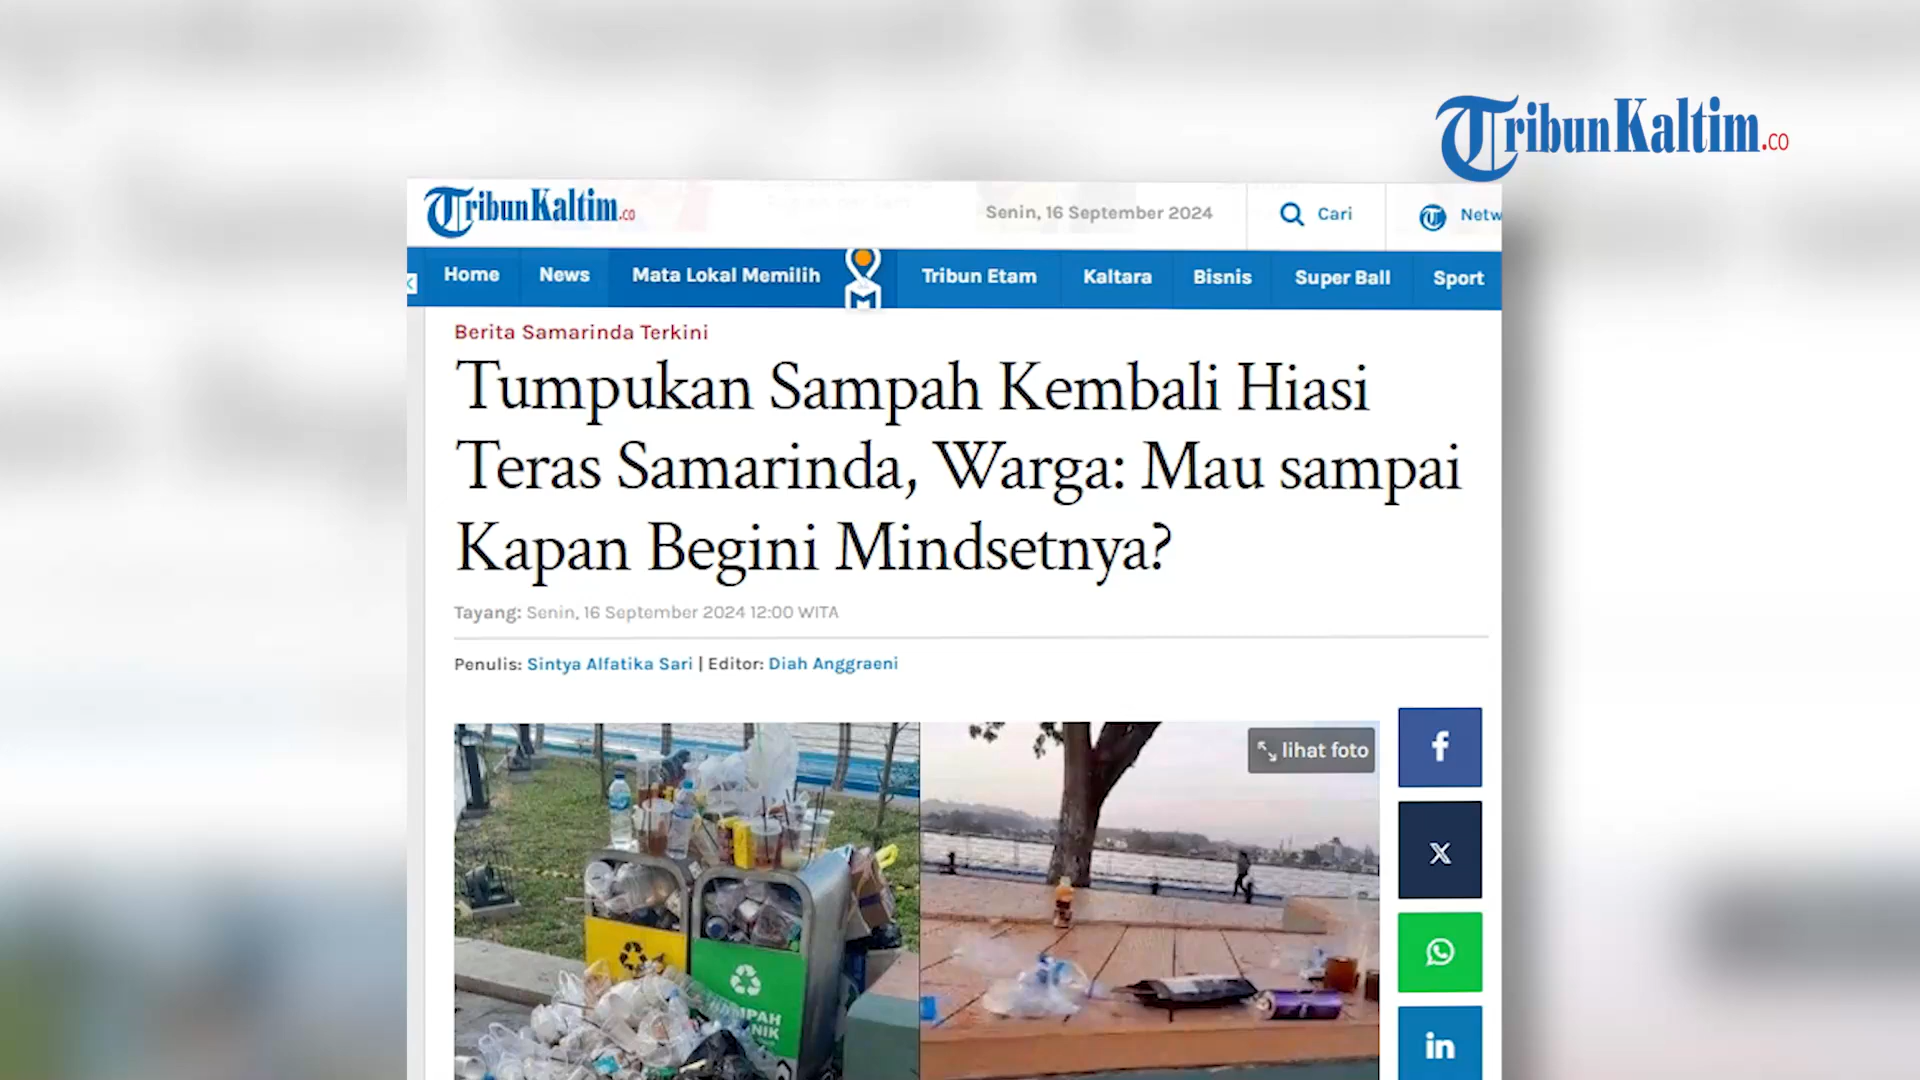 TribunKaltim.co
TribunKaltim.co
Senin, 16 September 2024
Cari
Netw
Home
News
Mata Lokal Memilih
Tribun Etam
Kaltara
Bisnis
Super Ball
Sport
Berita Samarinda Terkini
Tumpukan Sampah Kembali Hiasi
Teras Samarinda, Warga: Mau sampai
Kapan Begini Mindsetnya?
Tayang: Senin, 16 September 2024 12:00 WITA
Penulis: Sintya Alfatika Sari | Editor: Diah Anggraeni
lihat foto